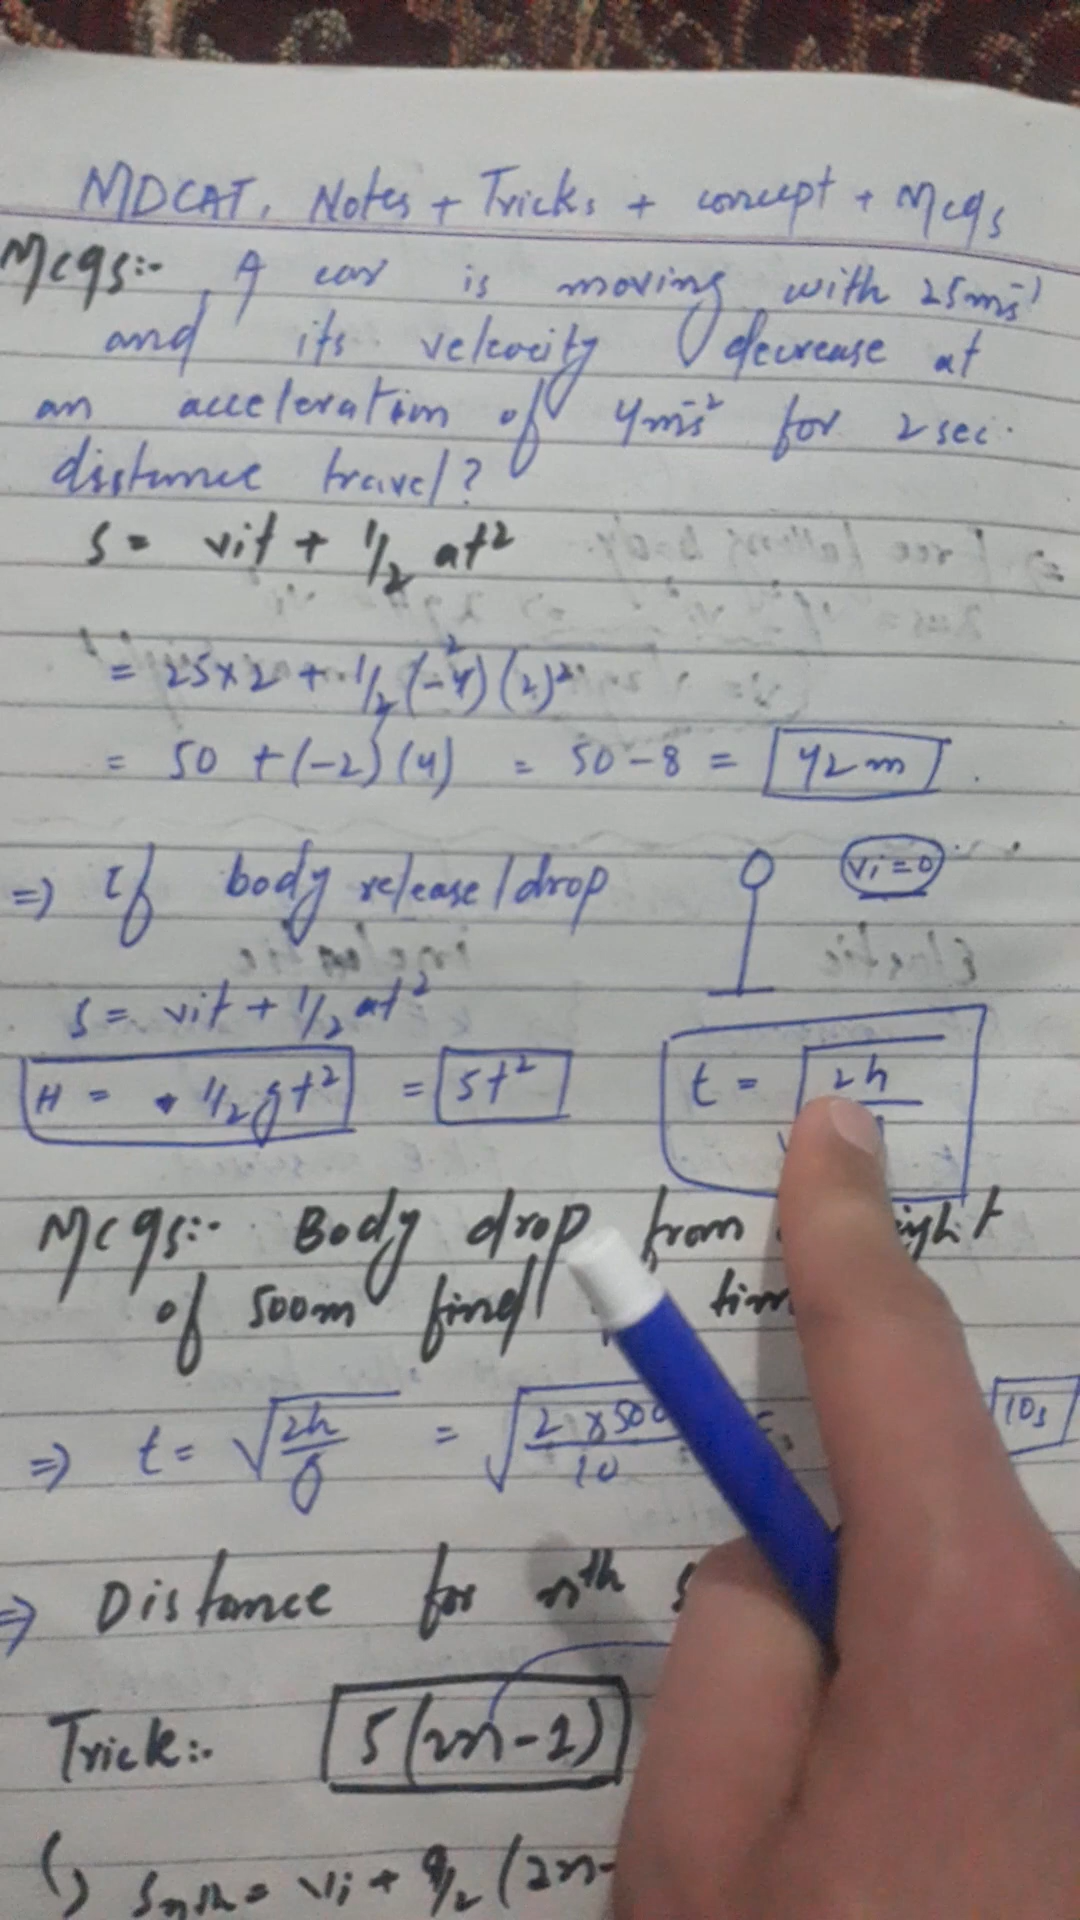 MDCAT, Notes + Tricks + concept + Mcqs
Mcqs:- A car is moving with 25ms⁻¹
and its velocity decrease at
an acceleration of 4ms⁻² for 2 sec.
distance travel?
S = vit + 1/2 at²
= 25×2 + 1/2 (-4) (2)²
= 50 + (-2) (4) = 50 - 8 = 42m
=> If body release/drop vi=0
S = vit + 1/2 at²
H = 1/2 gt² = 5t² t = √2h
Mcqs:- Body drop from
of 500m find
=> t = √2h/g = √2×500/10 10s
=> Distance for nth
Trick:- 5(2n-1)
Snth = vi + a/2 (2n-